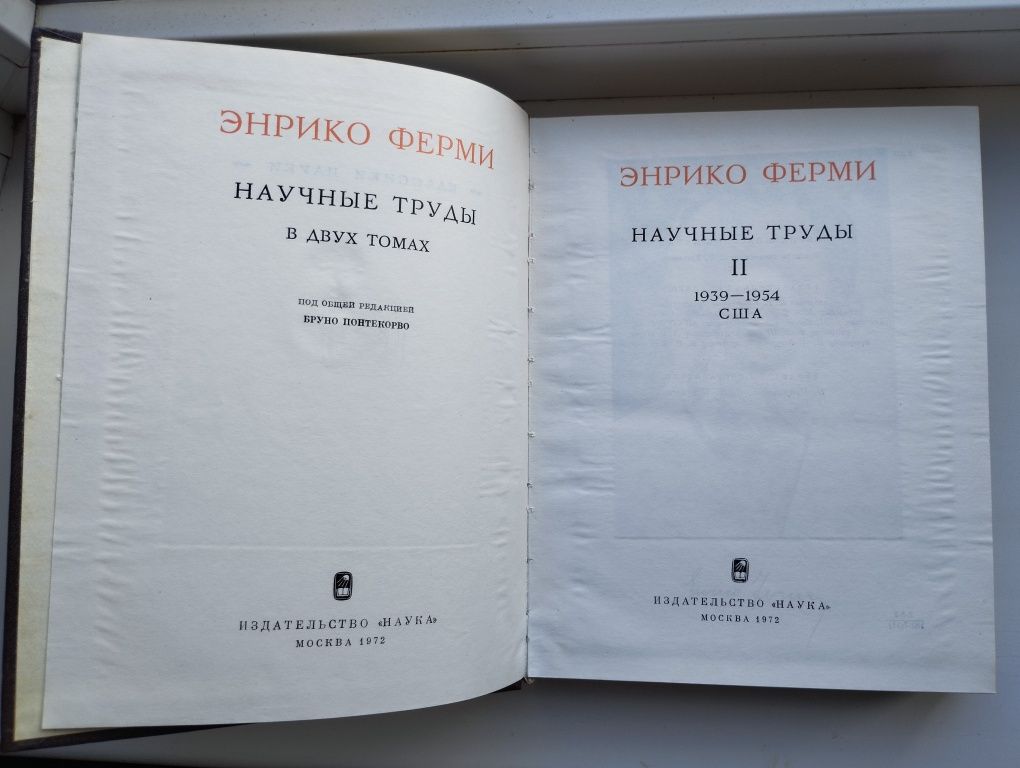 ЭНРИКО ФЕРМИ
НАУЧНЫЕ ТРУДЫ
В ДВУХ ТОМАХ
ПОД ОБЩЕЙ РЕДАКЦИЕЙ
БРУНО ПОНТЕКОРВО
ИЗДАТЕЛЬСТВО «НАУКА»
МОСКВА 1972
ЭНРИКО ФЕРМИ
НАУЧНЫЕ ТРУДЫ
II
1939—1954
США
ИЗДАТЕЛЬСТВО «НАУКА»
МОСКВА 1972